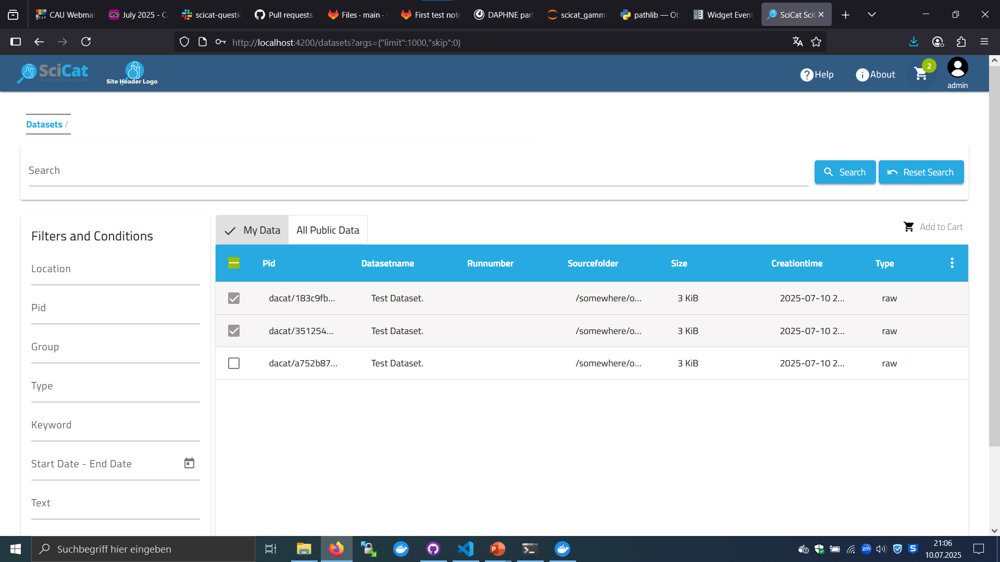 CAU Webmai
July 2025 - C
scicat-questi
Pull requests
Files · main ·
First test note
DAPHNE part
scicat_gamm
pathlib — Ob
Widget Event
SciCat Sci
http://localhost:4200/datasets?args={"limit":1000,"skip":0}
SciCat
Site Header Logo
Help
About
2
admin
Datasets /
Search
Search
Reset Search
Filters and Conditions
Location
Pid
Group
Type
Keyword
Start Date - End Date
Text
My Data
All Public Data
Add to Cart
Pid Datasetname Runnumber Sourcefolder Size Creationtime Type
dacat/183c9fb... Test Dataset. /somewhere/o... 3 KiB 2025-07-10 2... raw
dacat/351254... Test Dataset. /somewhere/o... 3 KiB 2025-07-10 2... raw
dacat/a752b87... Test Dataset. /somewhere/o... 3 KiB 2025-07-10 2... raw
Suchbegriff hier eingeben
zm
S
21:06
10.07.2025